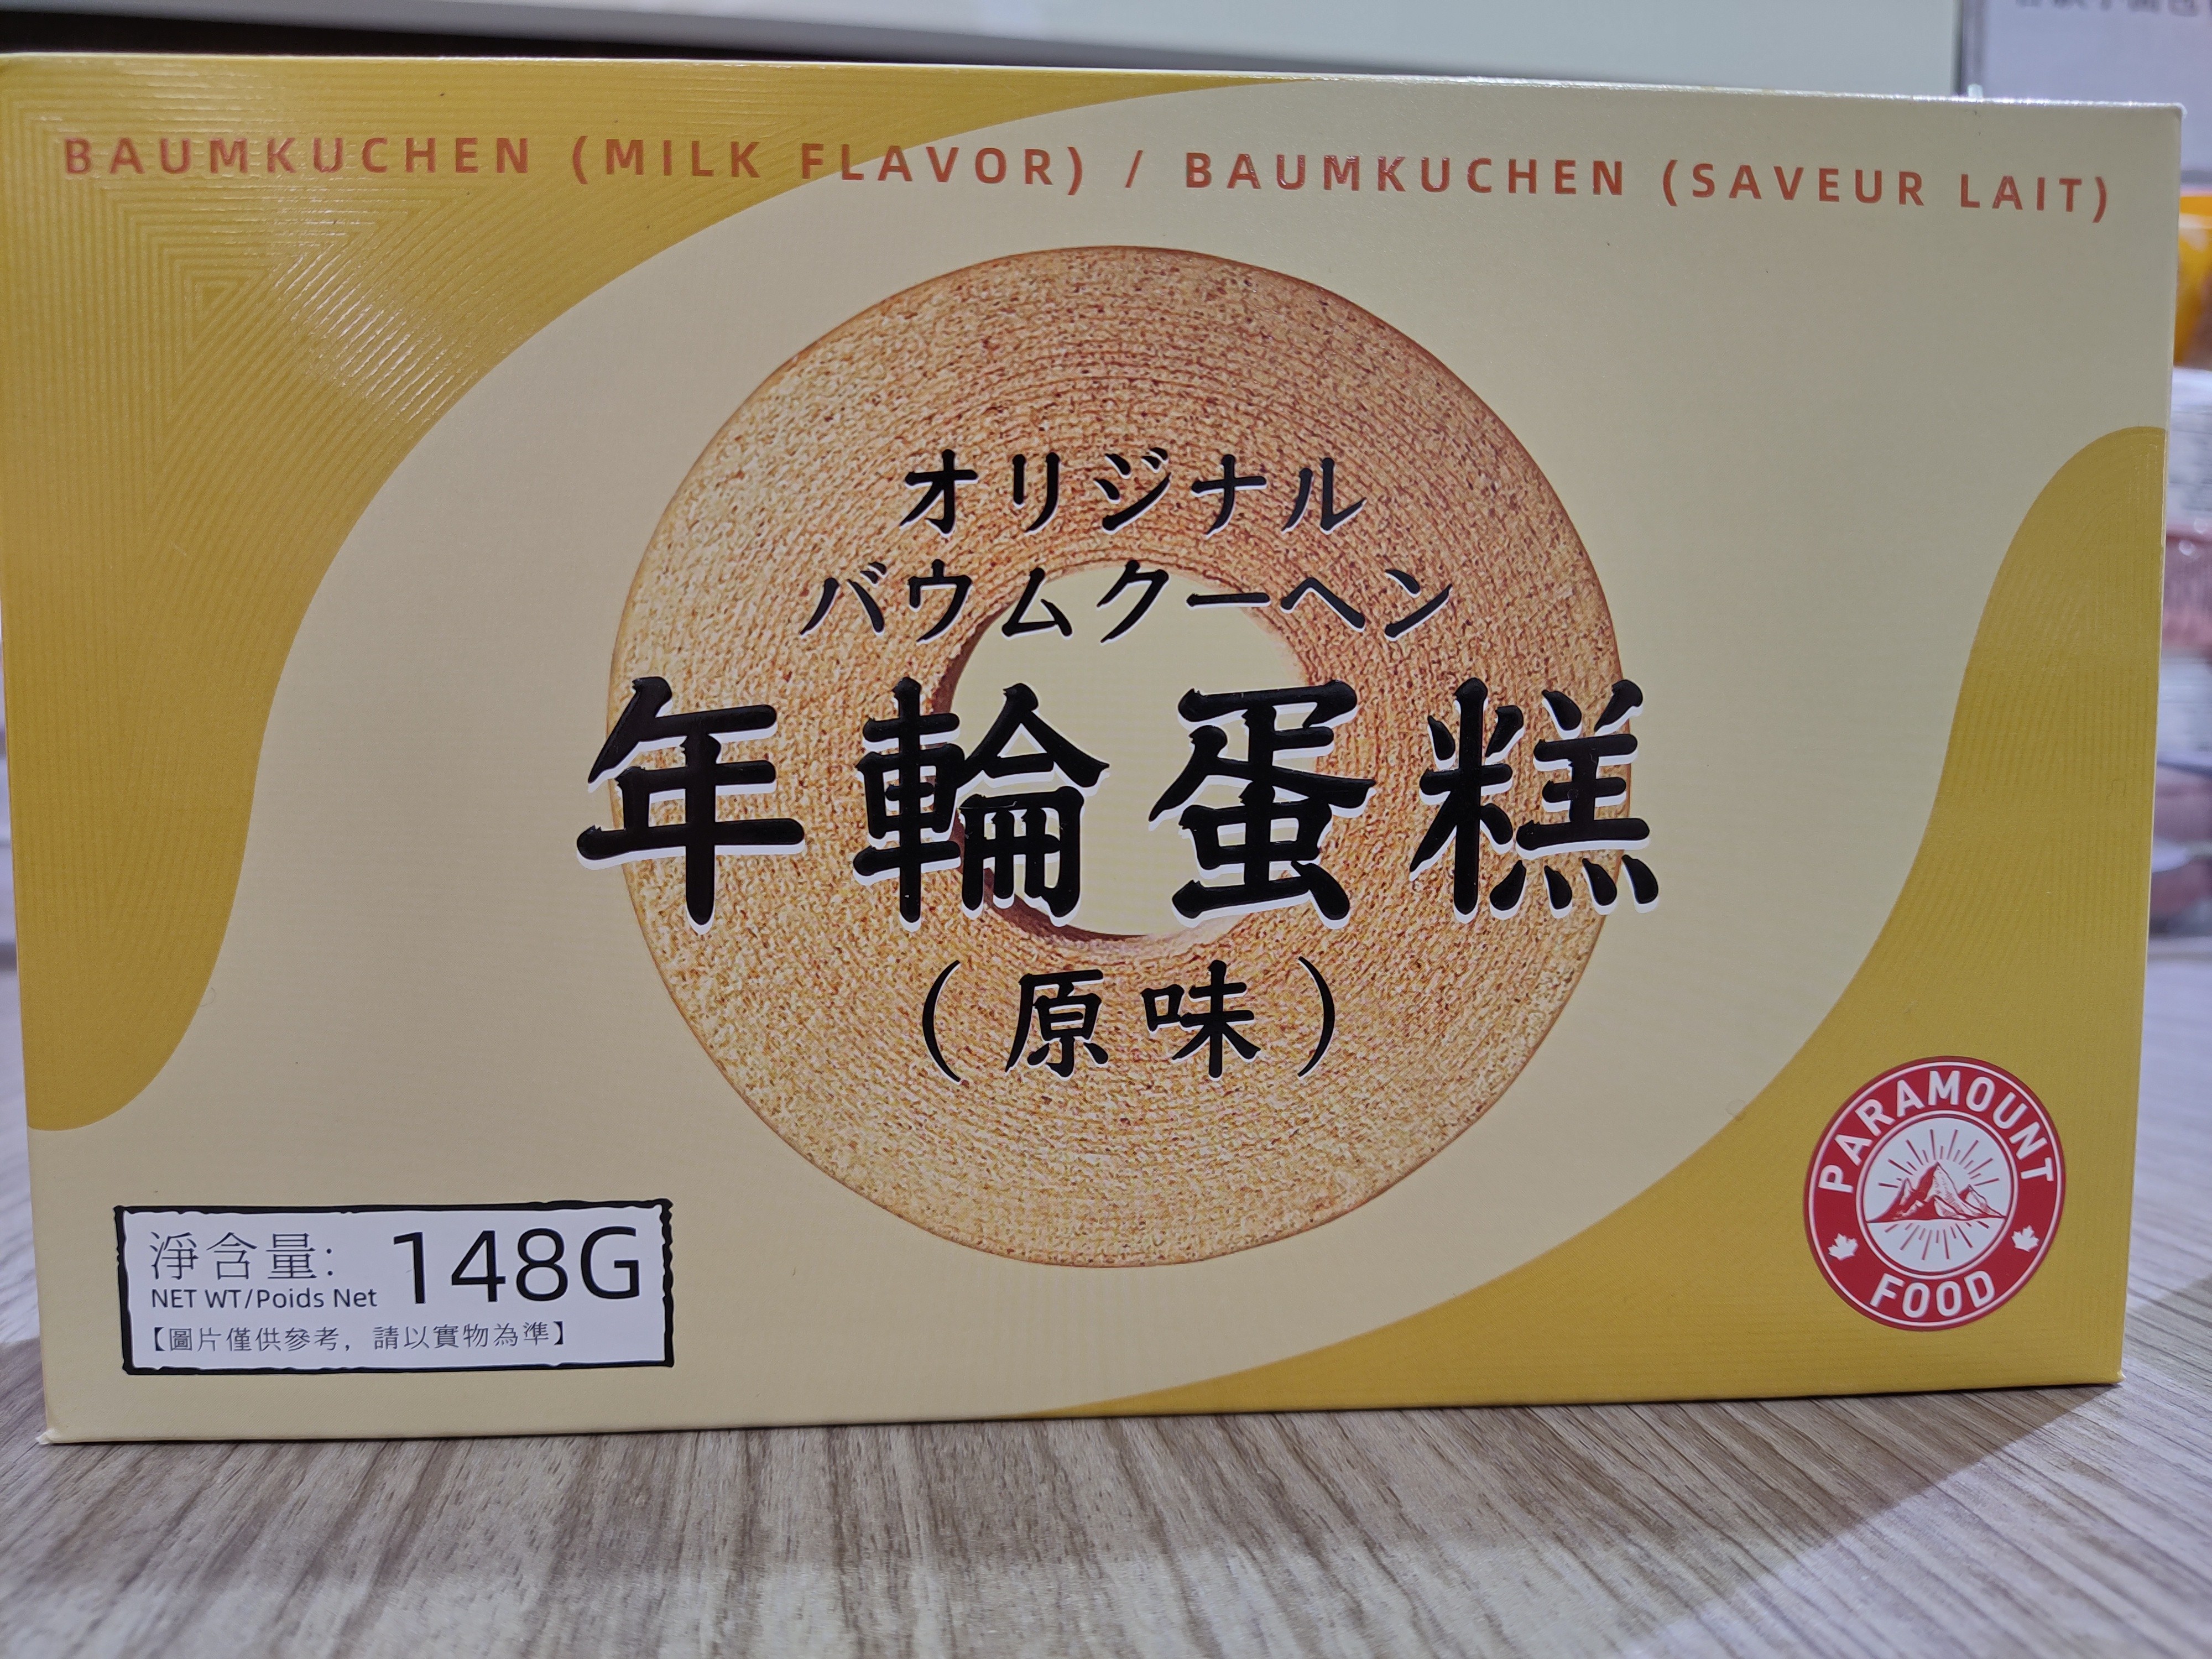 BAUMKUCHEN (MILK FLAVOR) / BAUMKUCHEN (SAVEUR LAIT)
オリジナル
バウムクーヘン
年輪蛋糕
(原味)
淨含量: 148G
NET WT/Poids Net
【圖片僅供參考，請以實物為準】
PARAMOUNT
FOOD